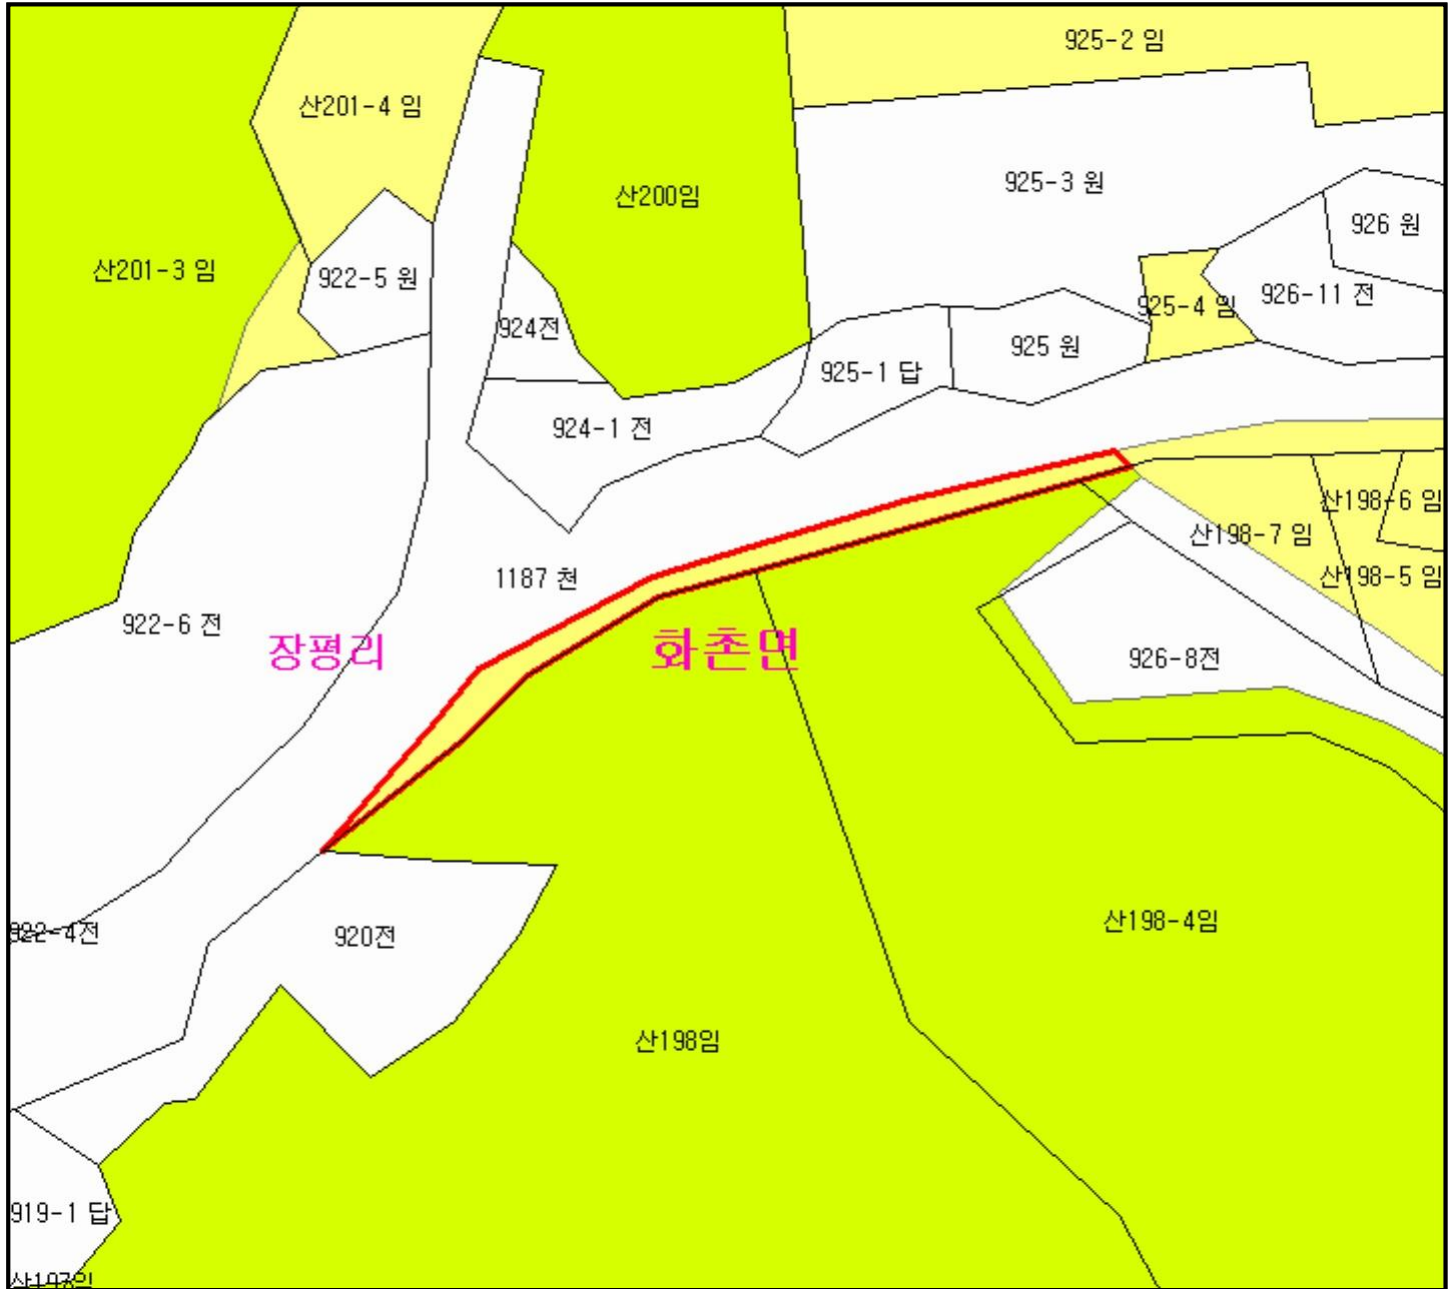 925-2 임
산201-4 임
925-3 원
산200임
926 원
산201-3 임
922-5 원
926-11 전
925-4 임
924전
925 원
925-1 답
924-1 전
산198-6 임
산198-7 임
1187 천
산198-5 임
922-6 전
장평리
화촌면
926-8전
산198-4임
922-4전
920전
산198임
919-1 답
산193임